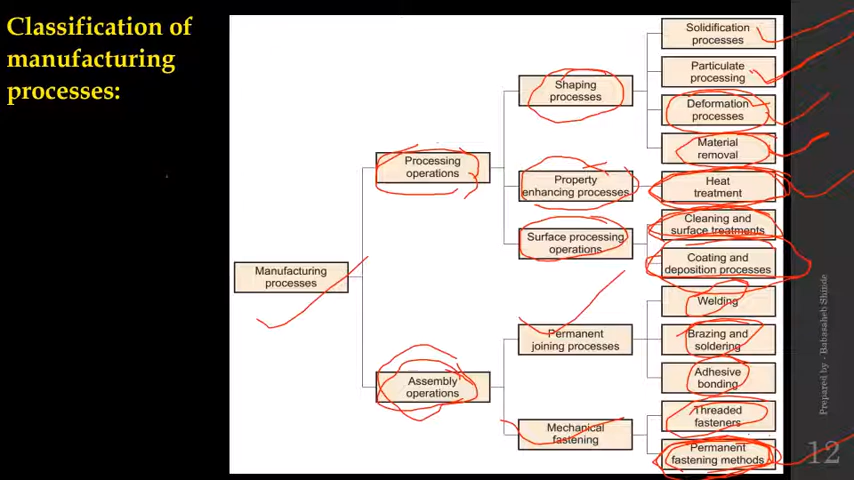 Classification of
manufacturing
processes:
Solidification
processes
Particulate
processing
Shaping
processes
Deformation
processes
Material
removal
Processing
operations
Property
enhancing processes
Heat
treatment
Cleaning and
surface treatments
Surface processing
operations
Coating and
deposition processes
Manufacturing
processes
Welding
Permanent
joining processes
Brazing and
soldering
Adhesive
bonding
Assembly
operations
Threaded
fasteners
Mechanical
fastening
Permanent
fastening methods
Prepared by - Babasaheb Shinde
12